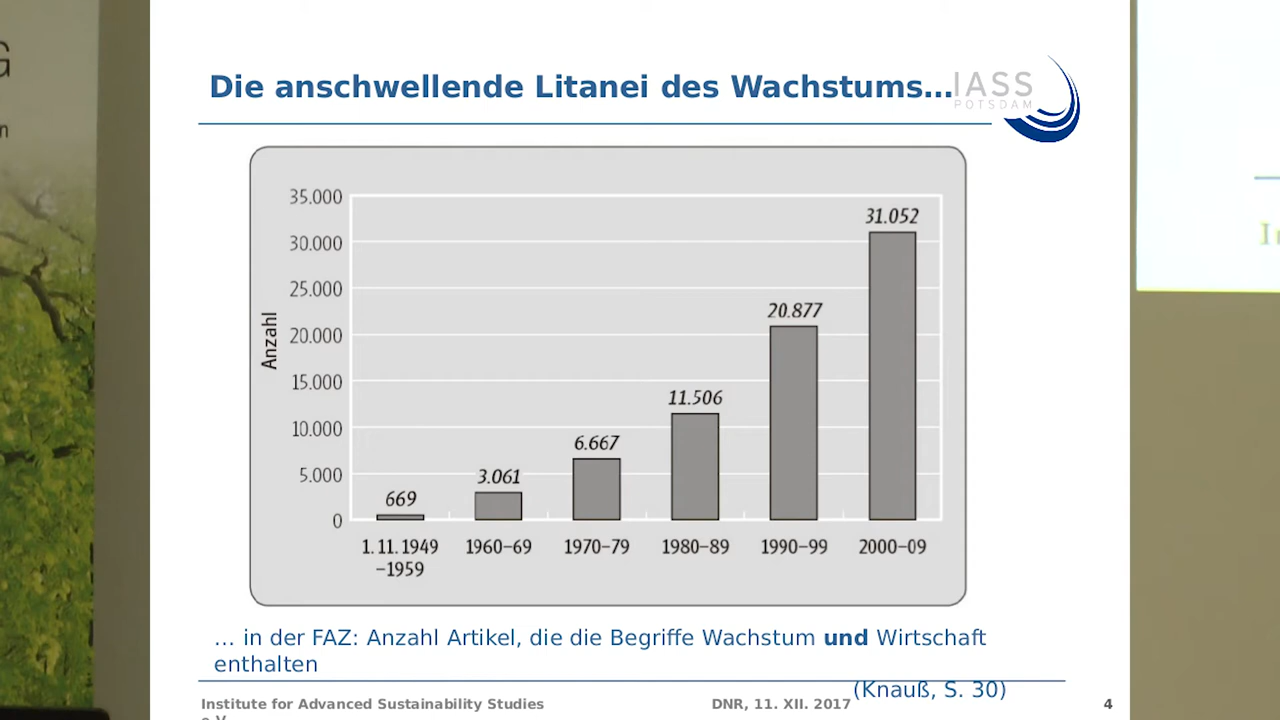 G
n
Die anschwellende Litanei des Wachstums...
IASS
POTSDAM
Anzahl
35.000
30.000
25.000
20.000
15.000
10.000
5.000
0
669
3.061
6.667
11.506
20.877
31.052
1.11.1949
–1959
1960–69
1970–79
1980–89
1990–99
2000–09
... in der FAZ: Anzahl Artikel, die die Begriffe Wachstum und Wirtschaft
enthalten
(Knauß, S. 30)
Institute for Advanced Sustainability Studies
e.V.
DNR, 11. XII. 2017
4